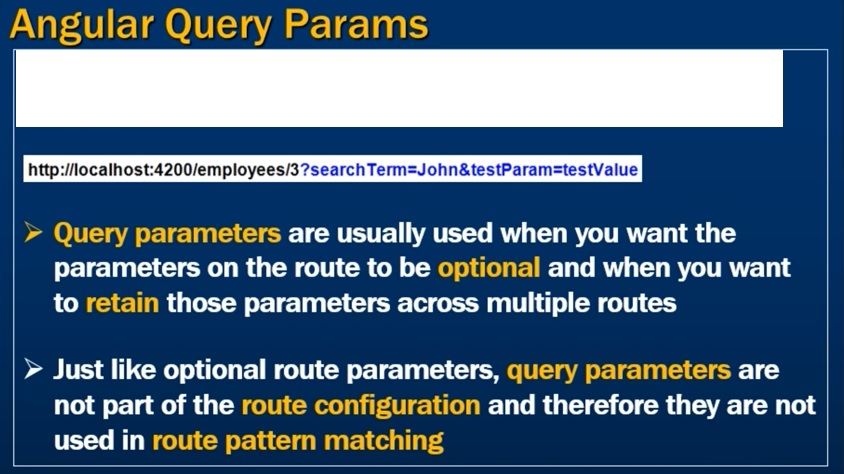 Angular Query Params
http://localhost:4200/employees/3?searchTerm=John&testParam=testValue
➢ Query parameters are usually used when you want the
parameters on the route to be optional and when you want
to retain those parameters across multiple routes
➢ Just like optional route parameters, query parameters are
not part of the route configuration and therefore they are not
used in route pattern matching